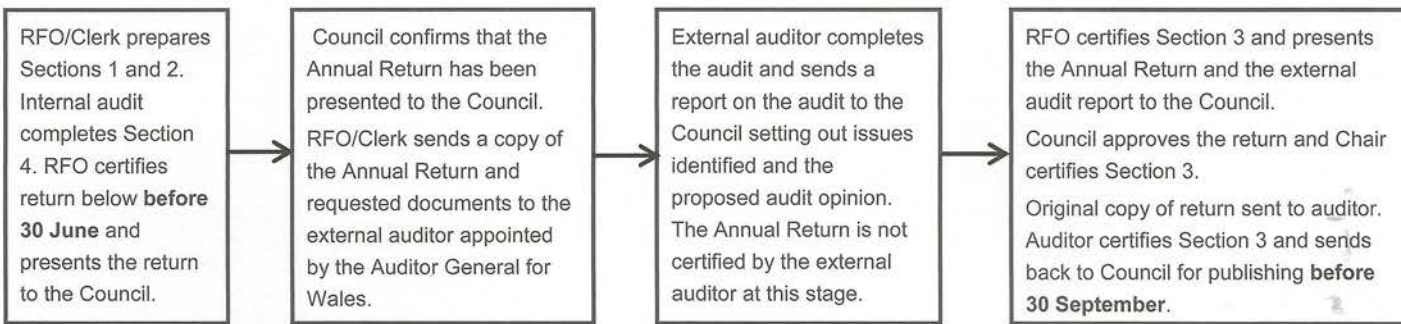 RFO/Clerk prepares
Sections 1 and 2.
Internal audit
completes Section
4. RFO certifies
return below before
30 June and
presents the return
to the Council.
Council confirms that the
Annual Return has been
presented to the Council.
RFO/Clerk sends a copy of
the Annual Return and
requested documents to the
external auditor appointed
by the Auditor General for
Wales.
External auditor completes
the audit and sends a
report on the audit to the
Council setting out issues
identified and the
proposed audit opinion.
The Annual Return is not
certified by the external
auditor at this stage.
RFO certifies Section 3 and presents
the Annual Return and the external
audit report to the Council.
Council approves the return and Chair
certifies Section 3.
Original copy of return sent to auditor.
Auditor certifies Section 3 and sends
back to Council for publishing before
30 September.